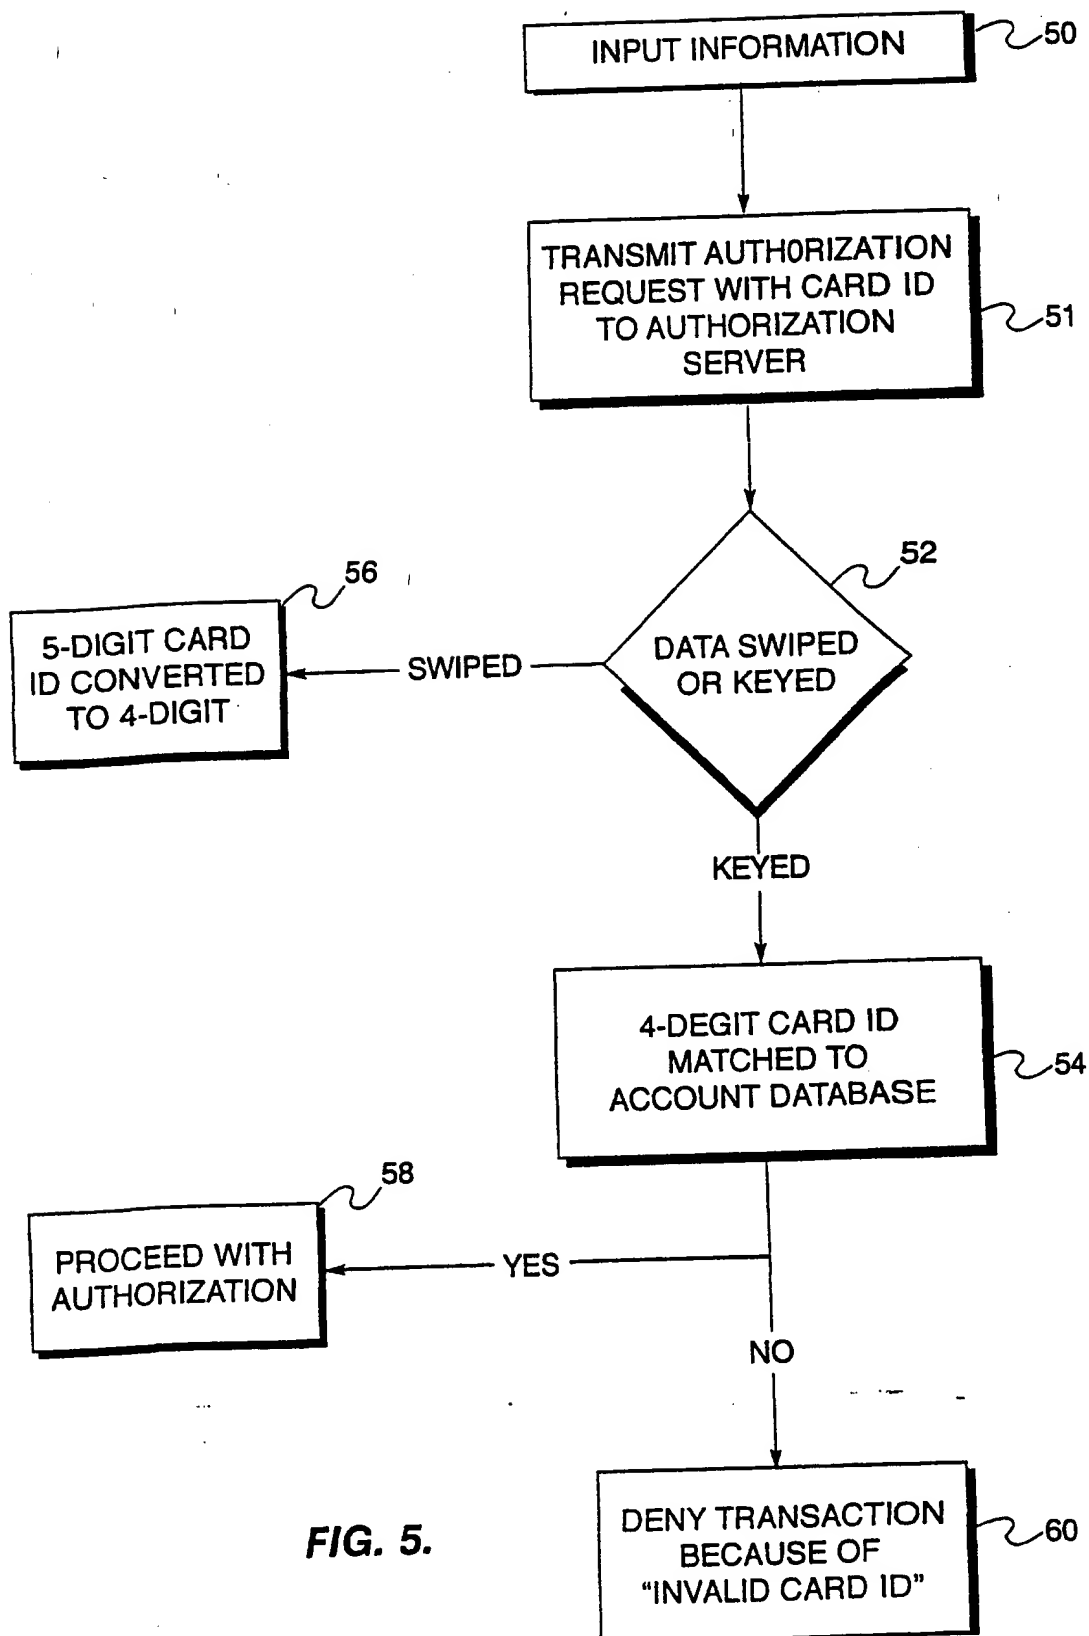 INPUT INFORMATION
50
TRANSMIT AUTHORIZATION
REQUEST WITH CARD ID
TO AUTHORIZATION
SERVER
51
52
DATA SWIPED
OR KEYED
SWIPED
56
5-DIGIT CARD
ID CONVERTED
TO 4-DIGIT
KEYED
4-DEGIT CARD ID
MATCHED TO
ACCOUNT DATABASE
54
58
PROCEED WITH
AUTHORIZATION
YES
NO
DENY TRANSACTION
BECAUSE OF
“INVALID CARD ID”
60
FIG. 5.